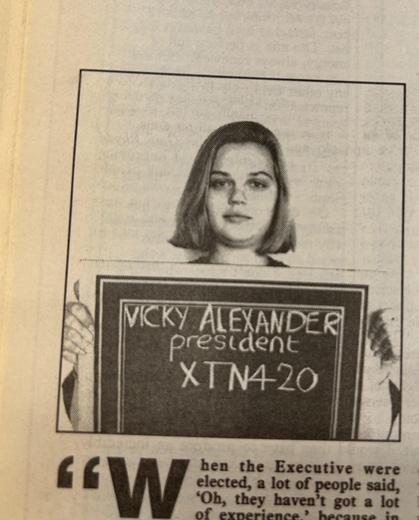 VICKY ALEXANDER
president
XTN420
“When the Executive were
elected, a lot of people said,
‘Oh, they haven’t got a lot
of experience,’ because in